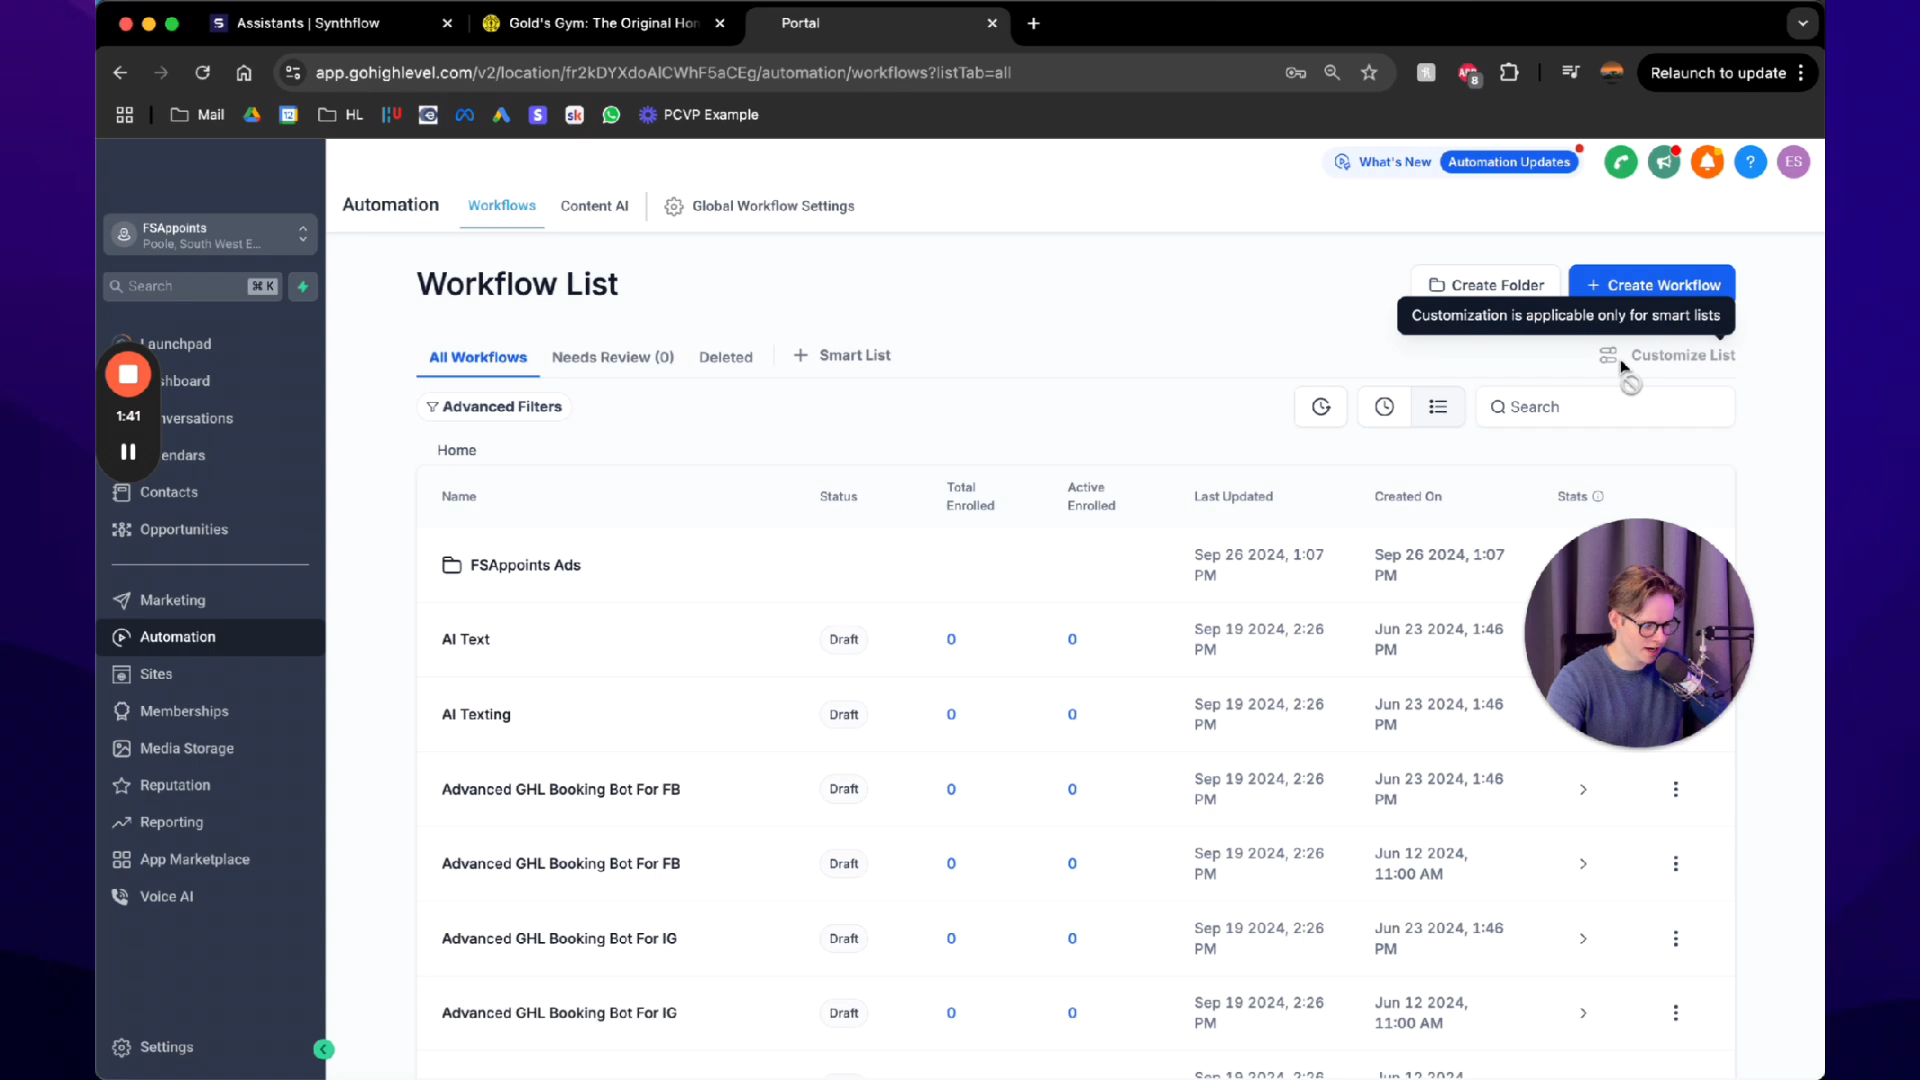 Assistants | Synthflow
Gold's Gym: The Original Hom
Portal
app.gohighlevel.com/v2/location/fr2kDYXdoAlCWhF5aCEg/automation/workflows?listTab=all
8
Relaunch to update
Mail
12
HL
S
sk
PCVP Example
What's New
Automation Updates
?
ES
Automation
Workflows
Content AI
Global Workflow Settings
FSAppoints
Poole, South West E...
Search
⌘ K
Workflow List
Create Folder
+ Create Workflow
Customization is applicable only for smart lists
All Workflows
Needs Review (0)
Deleted
+ Smart List
Customize List
Advanced Filters
Search
Launchpad
shboard
nversations
endars
Contacts
Opportunities
Marketing
Automation
Sites
Memberships
Media Storage
Reputation
Reporting
App Marketplace
Voice AI
Settings
1:41
Home
Name
Status
Total Enrolled
Active Enrolled
Last Updated
Created On
Stats
FSAppoints Ads
Sep 26 2024, 1:07 PM
Sep 26 2024, 1:07 PM
AI Text
Draft
0
0
Sep 19 2024, 2:26 PM
Jun 23 2024, 1:46 PM
AI Texting
Draft
0
0
Sep 19 2024, 2:26 PM
Jun 23 2024, 1:46 PM
Advanced GHL Booking Bot For FB
Draft
0
0
Sep 19 2024, 2:26 PM
Jun 23 2024, 1:46 PM
Advanced GHL Booking Bot For FB
Draft
0
0
Sep 19 2024, 2:26 PM
Jun 12 2024, 11:00 AM
Advanced GHL Booking Bot For IG
Draft
0
0
Sep 19 2024, 2:26 PM
Jun 23 2024, 1:46 PM
Advanced GHL Booking Bot For IG
Draft
0
0
Sep 19 2024, 2:26 PM
Jun 12 2024, 11:00 AM
Sep 19 2024, 2:26
Jun 12 2024,